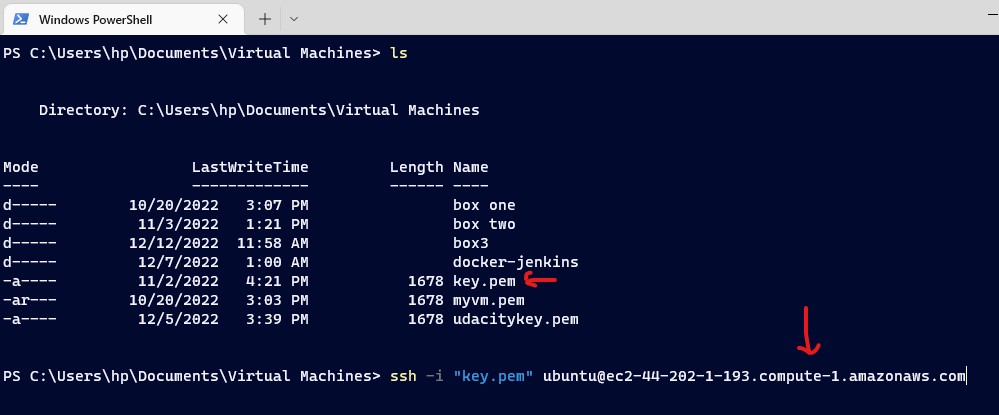 Windows PowerShell
PS C:\Users\hp\Documents\Virtual Machines> ls
Directory: C:\Users\hp\Documents\Virtual Machines
Mode LastWriteTime Length Name
---- ------------- ------ ----
d----- 10/20/2022 3:07 PM box one
d----- 11/3/2022 1:21 PM box two
d----- 12/12/2022 11:58 AM box3
d----- 12/7/2022 1:00 AM docker-jenkins
-a---- 11/2/2022 4:21 PM 1678 key.pem
-ar--- 10/20/2022 3:03 PM 1678 myvm.pem
-a---- 12/5/2022 3:39 PM 1678 udacitykey.pem
PS C:\Users\hp\Documents\Virtual Machines> ssh -i "key.pem" ubuntu@ec2-44-202-1-193.compute-1.amazonaws.com